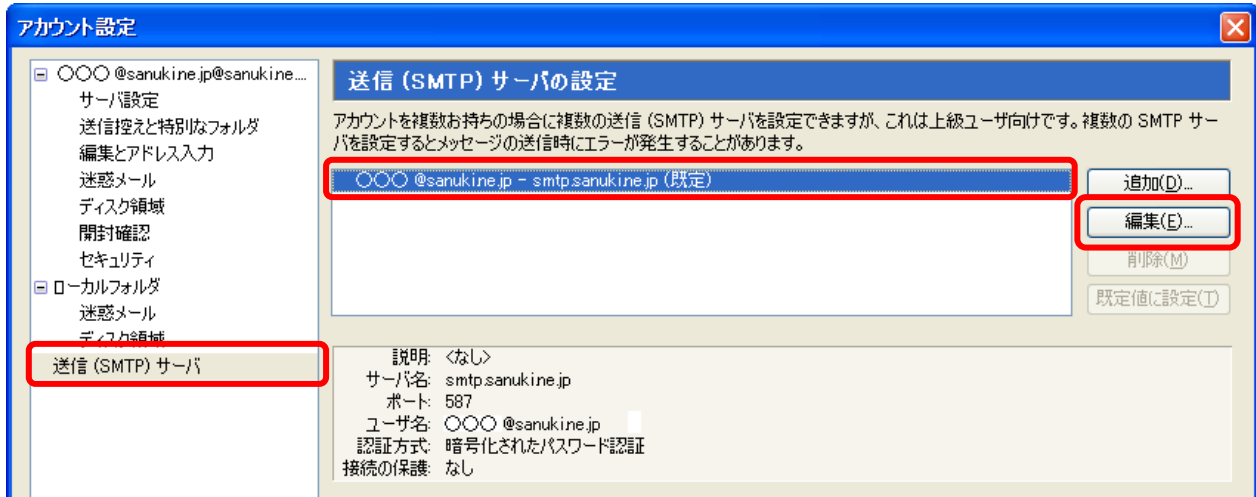 アカウント設定
〇〇〇 @sanukine.jp@sanukine....
サーバ設定
送信控えと特別なフォルダ
編集とアドレス入力
迷惑メール
ディスク領域
開封確認
セキュリティ
ローカルフォルダ
迷惑メール
ディスク領域
送信 (SMTP) サーバ
送信 (SMTP) サーバの設定
アカウントを複数お持ちの場合に複数の送信 (SMTP) サーバを設定できますが、これは上級ユーザ向けです。複数の SMTP サー
バを設定するとメッセージの送信時にエラーが発生することがあります。
〇〇〇 @sanukine.jp - smtp.sanukine.jp (既定)
追加(D)...
編集(E)...
削除(M)
既定値に設定(T)
説明: <なし>
サーバ名: smtp.sanukine.jp
ポート: 587
ユーザ名: 〇〇〇 @sanukine.jp
認証方式: 暗号化されたパスワード認証
接続の保護: なし